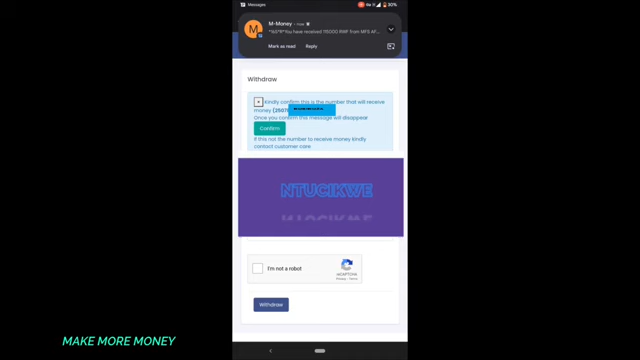 Messages
30%
M-Money • now
*165*R*You have received 115000 RWF from MFS AF...
Mark as read Reply
Withdraw
× Kindly confirm this is the number that will receive
money (2507
Once you confirm this message will disappear
Confirm
If this not the number to receive money kindly
contact customer care.
NTUCIKWE
I'm not a robot
reCAPTCHA
Privacy - Terms
Withdraw
MAKE MORE MONEY